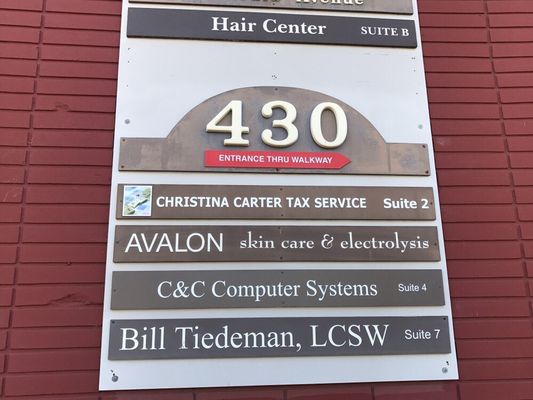 Avenue
Hair Center SUITE B
430
ENTRANCE THRU WALKWAY
CHRISTINA CARTER TAX SERVICE Suite 2
AVALON skin care & electrolysis
C&C Computer Systems Suite 4
Bill Tiedeman, LCSW Suite 7